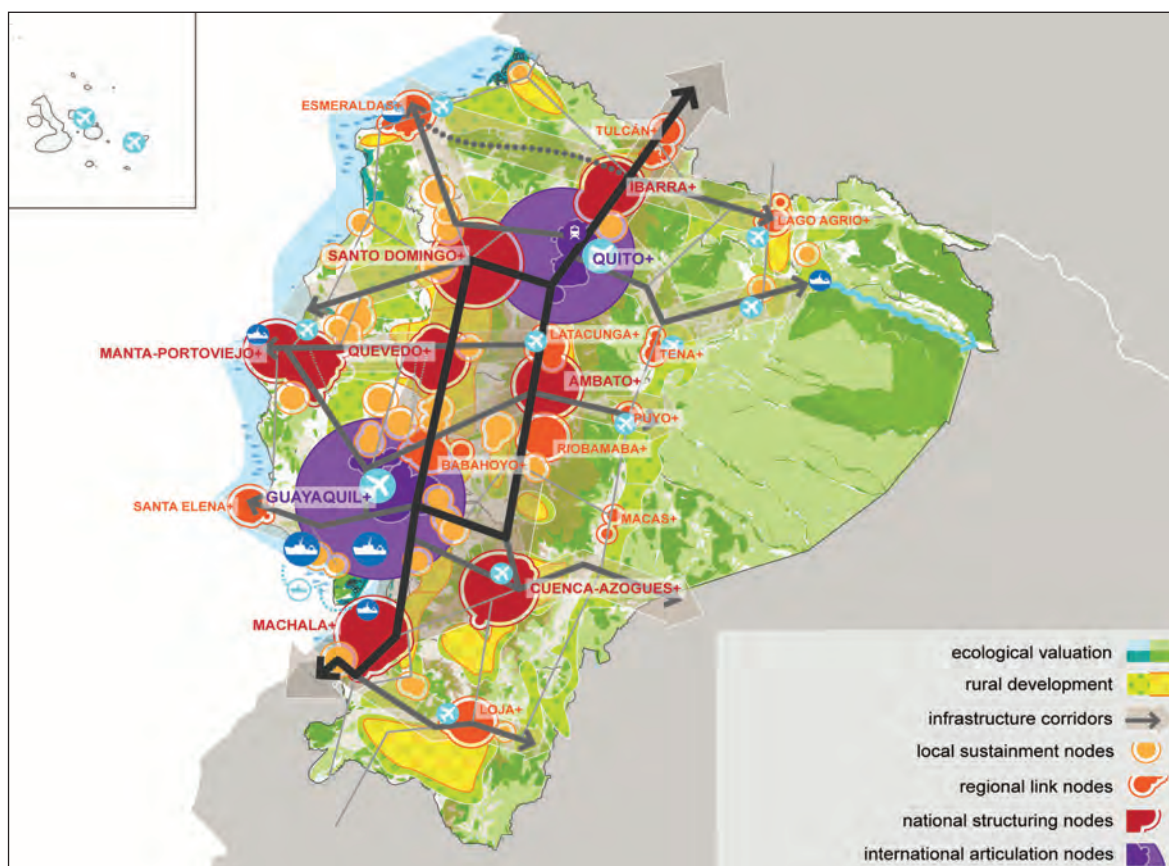 ESMERALDAS+
TULCÁN+
IBARRA+
LAGO AGRIO+
SANTO DOMINGO+
QUITO+
MANTA-PORTOVIEJO+
QUEVEDO+
LATACUNGA+
TENA+
AMBATO+
PUYO+
RIOBAMABA+
BABAHOYO+
GUAYAQUIL+
SANTA ELENA+
MACAS+
CUENCA-AZOGUES+
MACHALA+
LOJA+
ecological valuation
rural development
infrastructure corridors
local sustainment nodes
regional link nodes
national structuring nodes
international articulation nodes